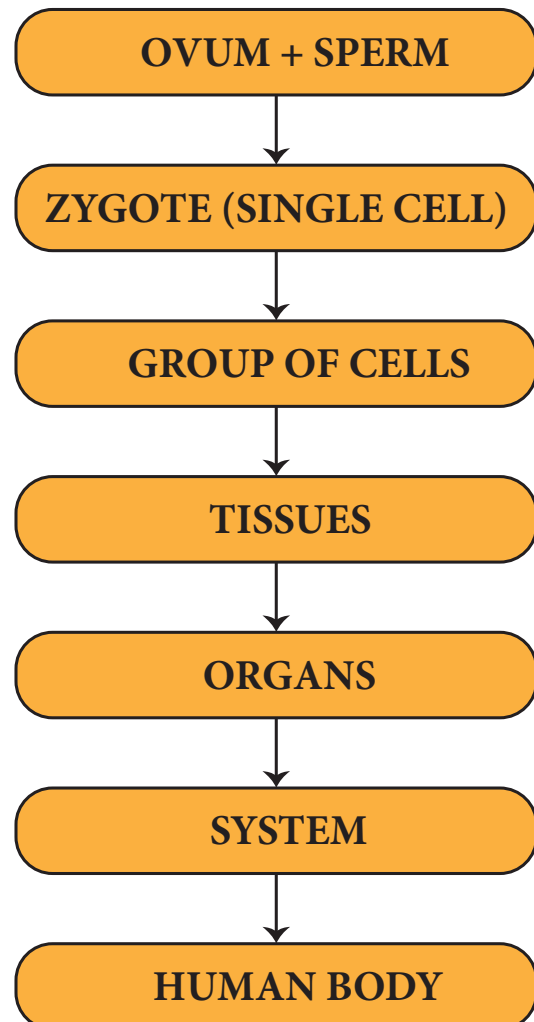 OVUM + SPERM
ZYGOTE (SINGLE CELL)
GROUP OF CELLS
TISSUES
ORGANS
SYSTEM
HUMAN BODY